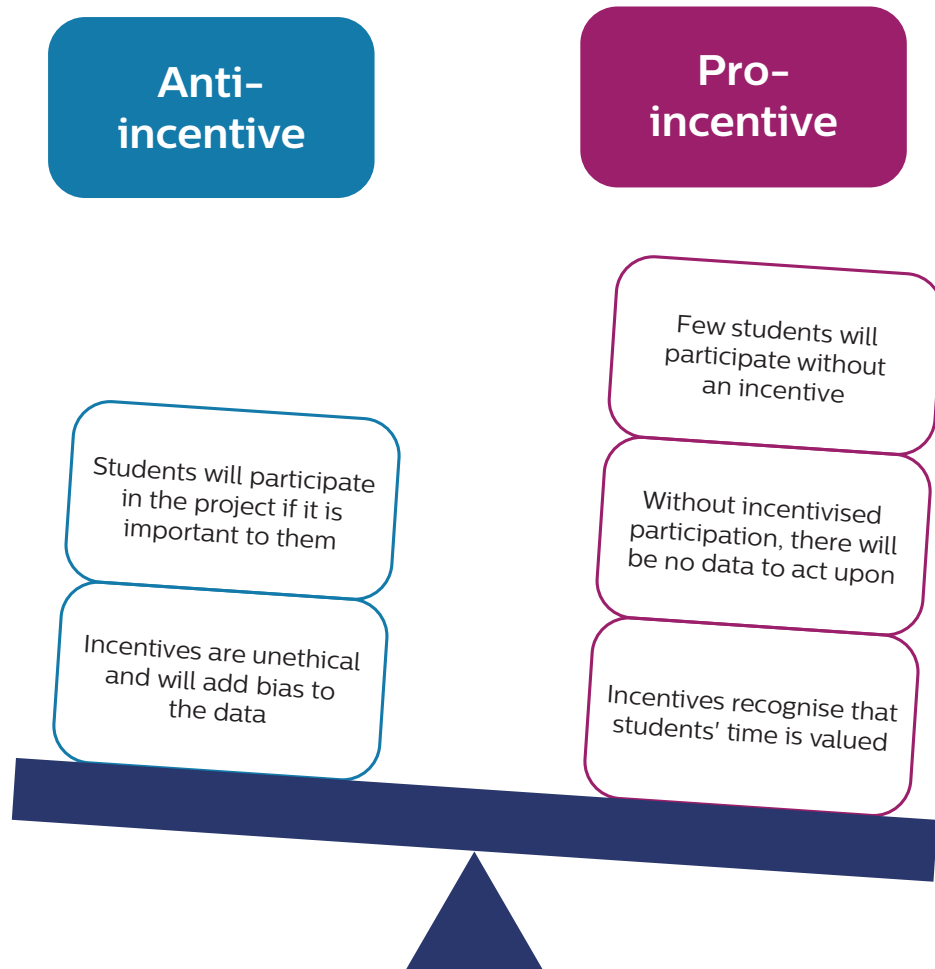 Anti-
incentive
Pro-
incentive
Students will participate
in the project if it is
important to them
Incentives are unethical
and will add bias to
the data
Few students will
participate without
an incentive
Without incentivised
participation, there will
be no data to act upon
Incentives recognise that
students' time is valued